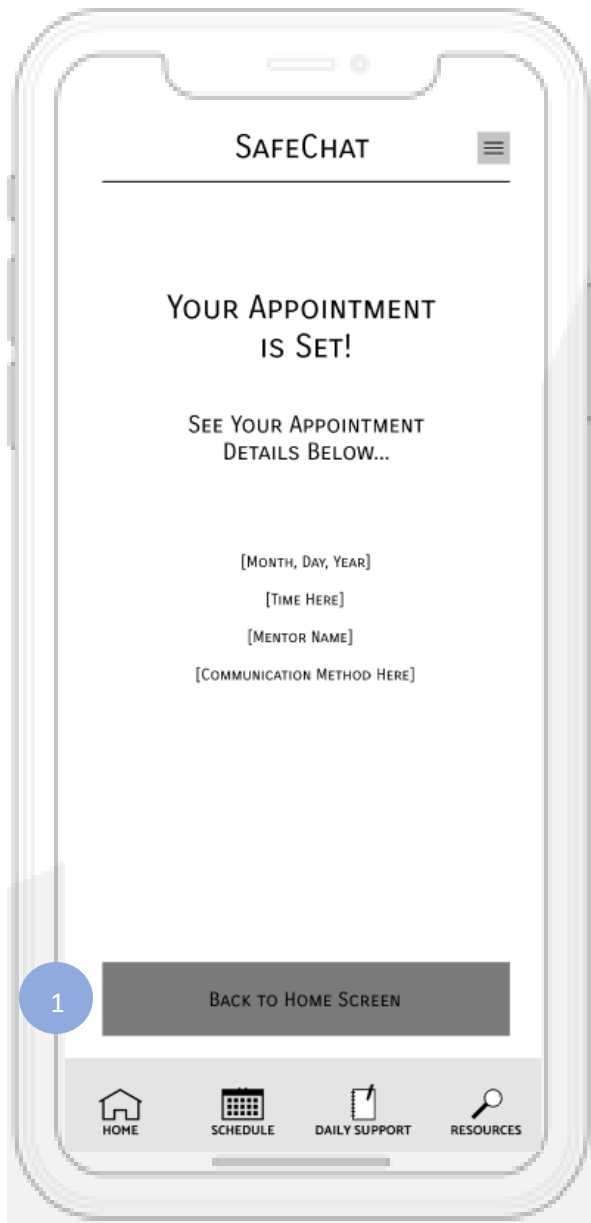 SafeChat
Your Appointment
is Set!
See Your Appointment
Details Below...
[Month, Day, Year]
[Time Here]
[Mentor Name]
[Communication Method Here]
1
Back to Home Screen
HOME SCHEDULE DAILY SUPPORT RESOURCES